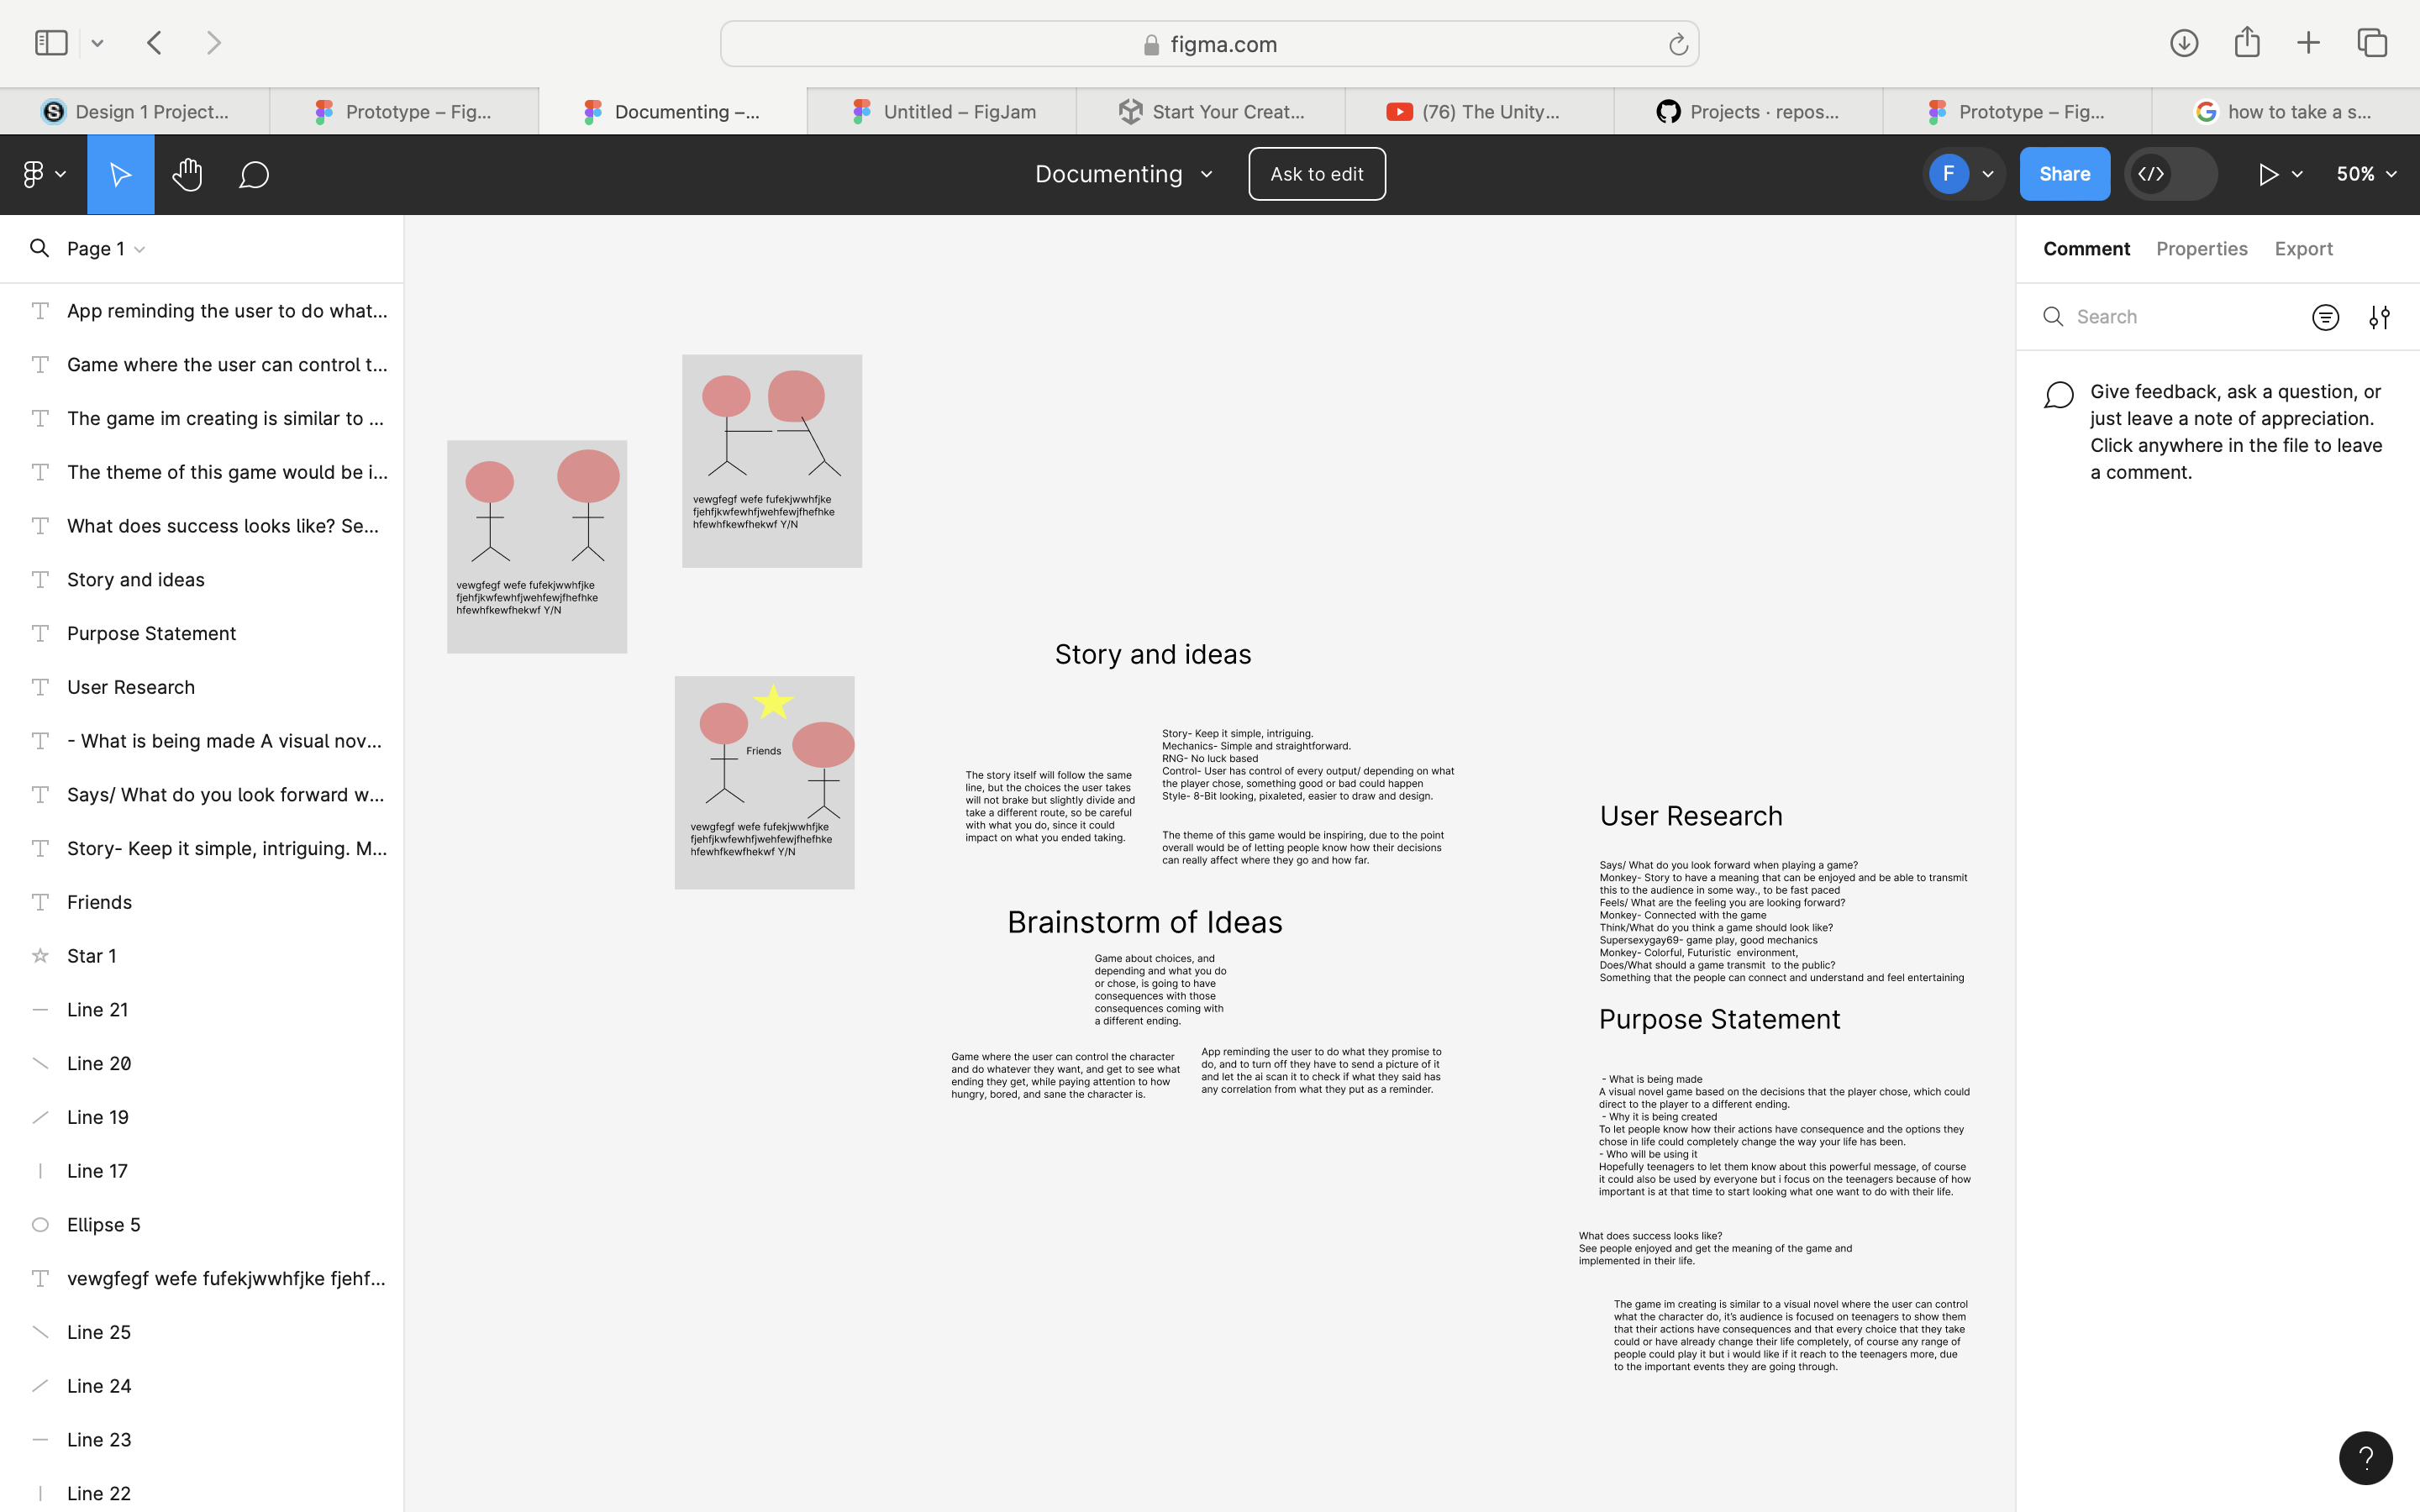 figma.com
Design 1 Project...
Prototype – Fig...
Documenting –...
Untitled – FigJam
Start Your Creat...
(76) The Unity...
Projects · repos...
Prototype – Fig...
how to take a s...
Documenting
Ask to edit
F
Share
50%
Page 1
App reminding the user to do what...
Game where the user can control t...
The game im creating is similar to ...
The theme of this game would be i...
What does success looks like? Se...
Story and ideas
Purpose Statement
User Research
- What is being made A visual nov...
Says/ What do you look forward w...
Story- Keep it simple, intriguing. M...
Friends
Star 1
Line 21
Line 20
Line 19
Line 17
Ellipse 5
vewgfegf wefe fufekjwwhfjke fjehf...
Line 25
Line 24
Line 23
Line 22
vewgfegf wefe fufekjwwhfjke
fjehfjkwfewhfjwehfewjfhefhke
hfewhfkewfhekwf Y/N
vewgfegf wefe fufekjwwhfjke
fjehfjkwfewhfjwehfewjfhefhke
hfewhfkewfhekwf Y/N
Friends
vewgfegf wefe fufekjwwhfjke
fjehfjkwfewhfjwehfewjfhefhke
hfewhfkewfhekwf Y/N
Story and ideas
The story itself will follow the same
line, but the choices the user takes
will not brake but slightly divide and
take a different route, so be careful
with what you do, since it could
impact on what you ended taking.
Story- Keep it simple, intriguing.
Mechanics- Simple and straightforward.
RNG- No luck based
Control- User has control of every output/ depending on what
the player chose, something good or bad could happen
Style- 8-Bit looking, pixaleted, easier to draw and design.
The theme of this game would be inspiring, due to the point
overall would be of letting people know how their decisions
can really affect where they go and how far.
Brainstorm of Ideas
Game about choices, and
depending and what you do
or chose, is going to have
consequences with those
consequences coming with
a different ending.
Game where the user can control the character
and do whatever they want, and get to see what
ending they get, while paying attention to how
hungry, bored, and sane the character is.
App reminding the user to do what they promise to
do, and to turn off they have to send a picture of it
and let the ai scan it to check if what they said has
any correlation from what they put as a reminder.
User Research
Says/ What do you look forward when playing a game?
Monkey- Story to have a meaning that can be enjoyed and be able to transmit
this to the audience in some way., to be fast paced
Feels/ What are the feeling you are looking forward?
Monkey- Connected with the game
Think/What do you think a game should look like?
Supersexygay69- game play, good mechanics
Monkey- Colorful, Futuristic environment,
Does/What should a game transmit to the public?
Something that the people can connect and understand and feel entertaining
Purpose Statement
- What is being made
A visual novel game based on the decisions that the player chose, which could
direct to the player to a different ending.
- Why it is being created
To let people know how their actions have consequence and the options they
chose in life could completely change the way your life has been.
- Who will be using it
Hopefully teenagers to let them know about this powerful message, of course
it could also be used by everyone but i focus on the teenagers because of how
important is at that time to start looking what one want to do with their life.
What does success looks like?
See people enjoyed and get the meaning of the game and
implemented in their life.
The game im creating is similar to a visual novel where the user can control
what the character do, it's audience is focused on teenagers to show them
that their actions have consequences and that every choice that they take
could or have already change their life completely, of course any range of
people could play it but i would like if it reach to the teenagers more, due
to the important events they are going through.
Comment
Properties
Export
Search
Give feedback, ask a question, or
just leave a note of appreciation.
Click anywhere in the file to leave
a comment.
?